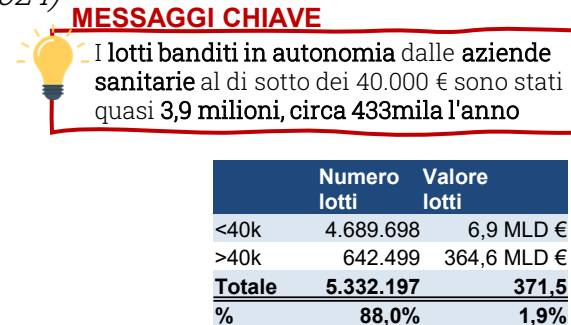 MESSAGGI CHIAVE
I lotti banditi in autonomia dalle aziende
sanitarie al di sotto dei 40.000 € sono stati
quasi 3,9 milioni, circa 433mila l'anno
Numero lotti Valore lotti
<40k 4.689.698 6,9 MLD €
>40k 642.499 364,6 MLD €
Totale 5.332.197 371,5
% 88,0% 1,9%